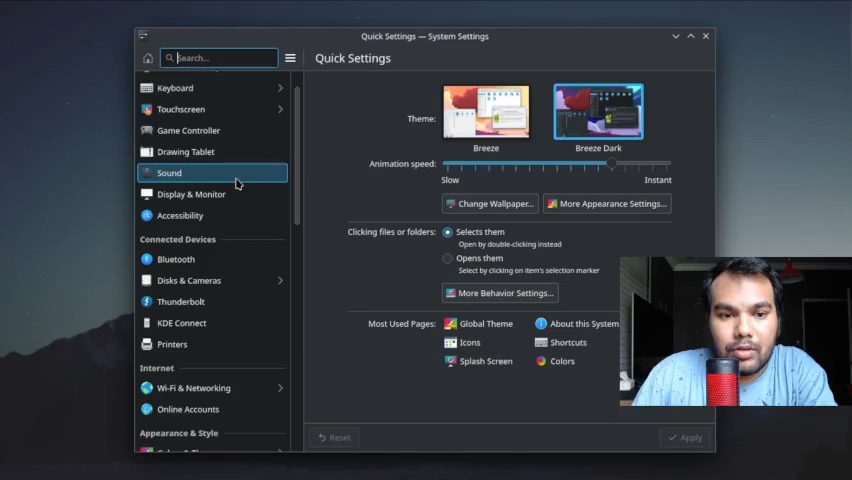 Quick Settings — System Settings
Search...
Quick Settings
Keyboard
Touchscreen
Game Controller
Drawing Tablet
Sound
Display & Monitor
Accessibility
Connected Devices
Bluetooth
Disks & Cameras
Thunderbolt
KDE Connect
Printers
Internet
Wi-Fi & Networking
Online Accounts
Appearance & Style
Theme:
Breeze
Breeze Dark
Animation speed:
Slow
Instant
Change Wallpaper...
More Appearance Settings...
Clicking files or folders:
Selects them
Open by double-clicking instead
Opens them
Select by clicking on item's selection marker
More Behavior Settings...
Most Used Pages:
Global Theme
About this System
Icons
Shortcuts
Splash Screen
Colors
Reset
Apply